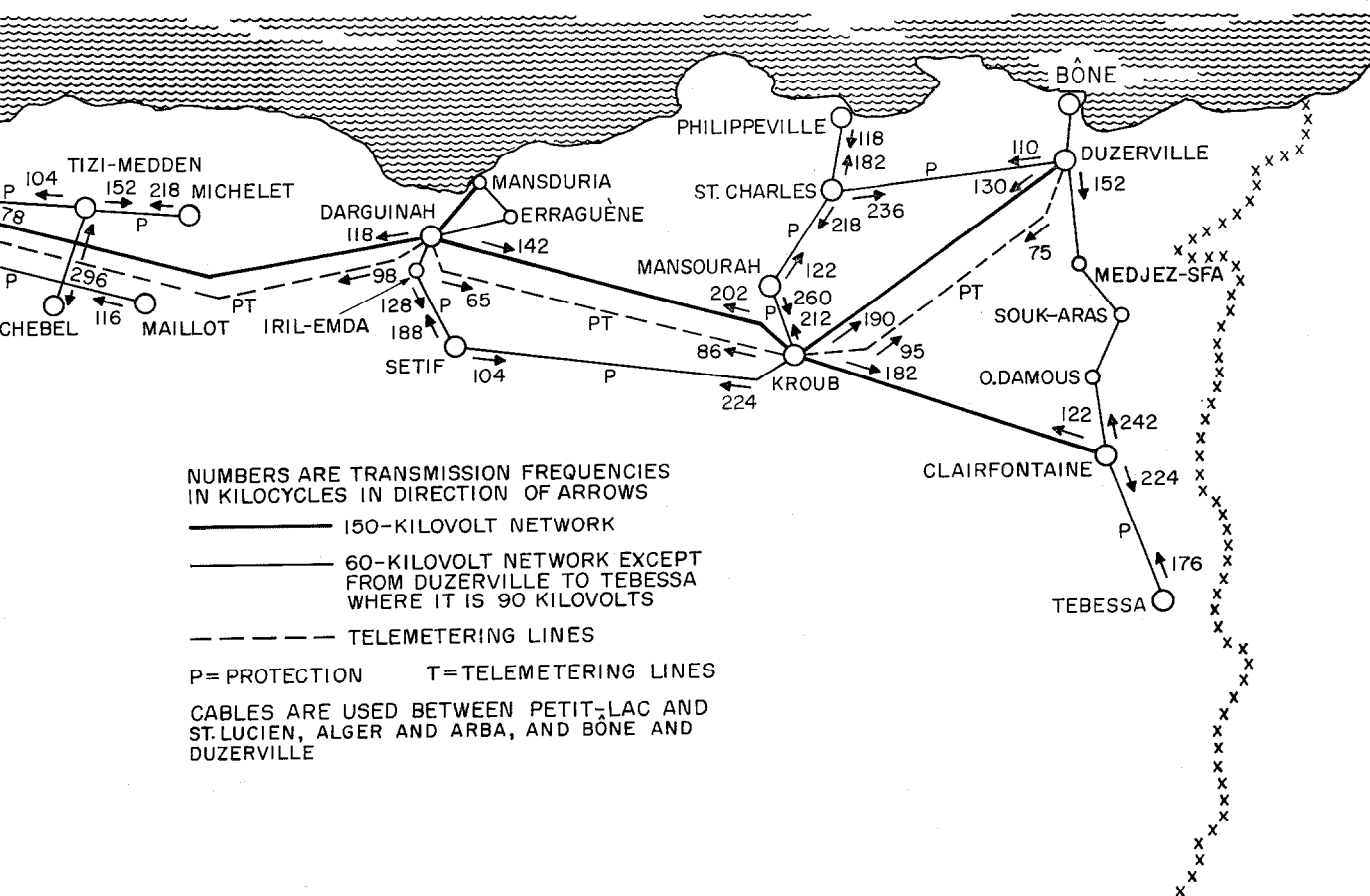 BÔNE
PHILIPPEVILLE
118
182
110
DUZERVILLE
P
TIZI-MEDDEN
P
104
152
218
MICHELET
P
78
MANSDURIA
ERRAGUÈNE
DARGUINAH
118
142
ST. CHARLES
236
130
152
P
218
75
296
P
98
PT
116
CHEBEL
MAILLOT
IRIL-EMDA
128
P
65
188
SETIF
104
PT
P
MANSOURAH
122
202
P
260
212
190
86
95
182
KROUB
224
PT
MEDJEZ-SFA
SOUK-ARAS
O.DAMOUS
122
242
CLAIRFONTAINE
224
P
176
TEBESSA
NUMBERS ARE TRANSMISSION FREQUENCIES
IN KILOCYCLES IN DIRECTION OF ARROWS
150-KILOVOLT NETWORK
60-KILOVOLT NETWORK EXCEPT
FROM DUZERVILLE TO TEBESSA
WHERE IT IS 90 KILOVOLTS
TELEMETERING LINES
P=PROTECTION T=TELEMETERING LINES
CABLES ARE USED BETWEEN PETIT-LAC AND
ST. LUCIEN, ALGER AND ARBA, AND BÔNE AND
DUZERVILLE